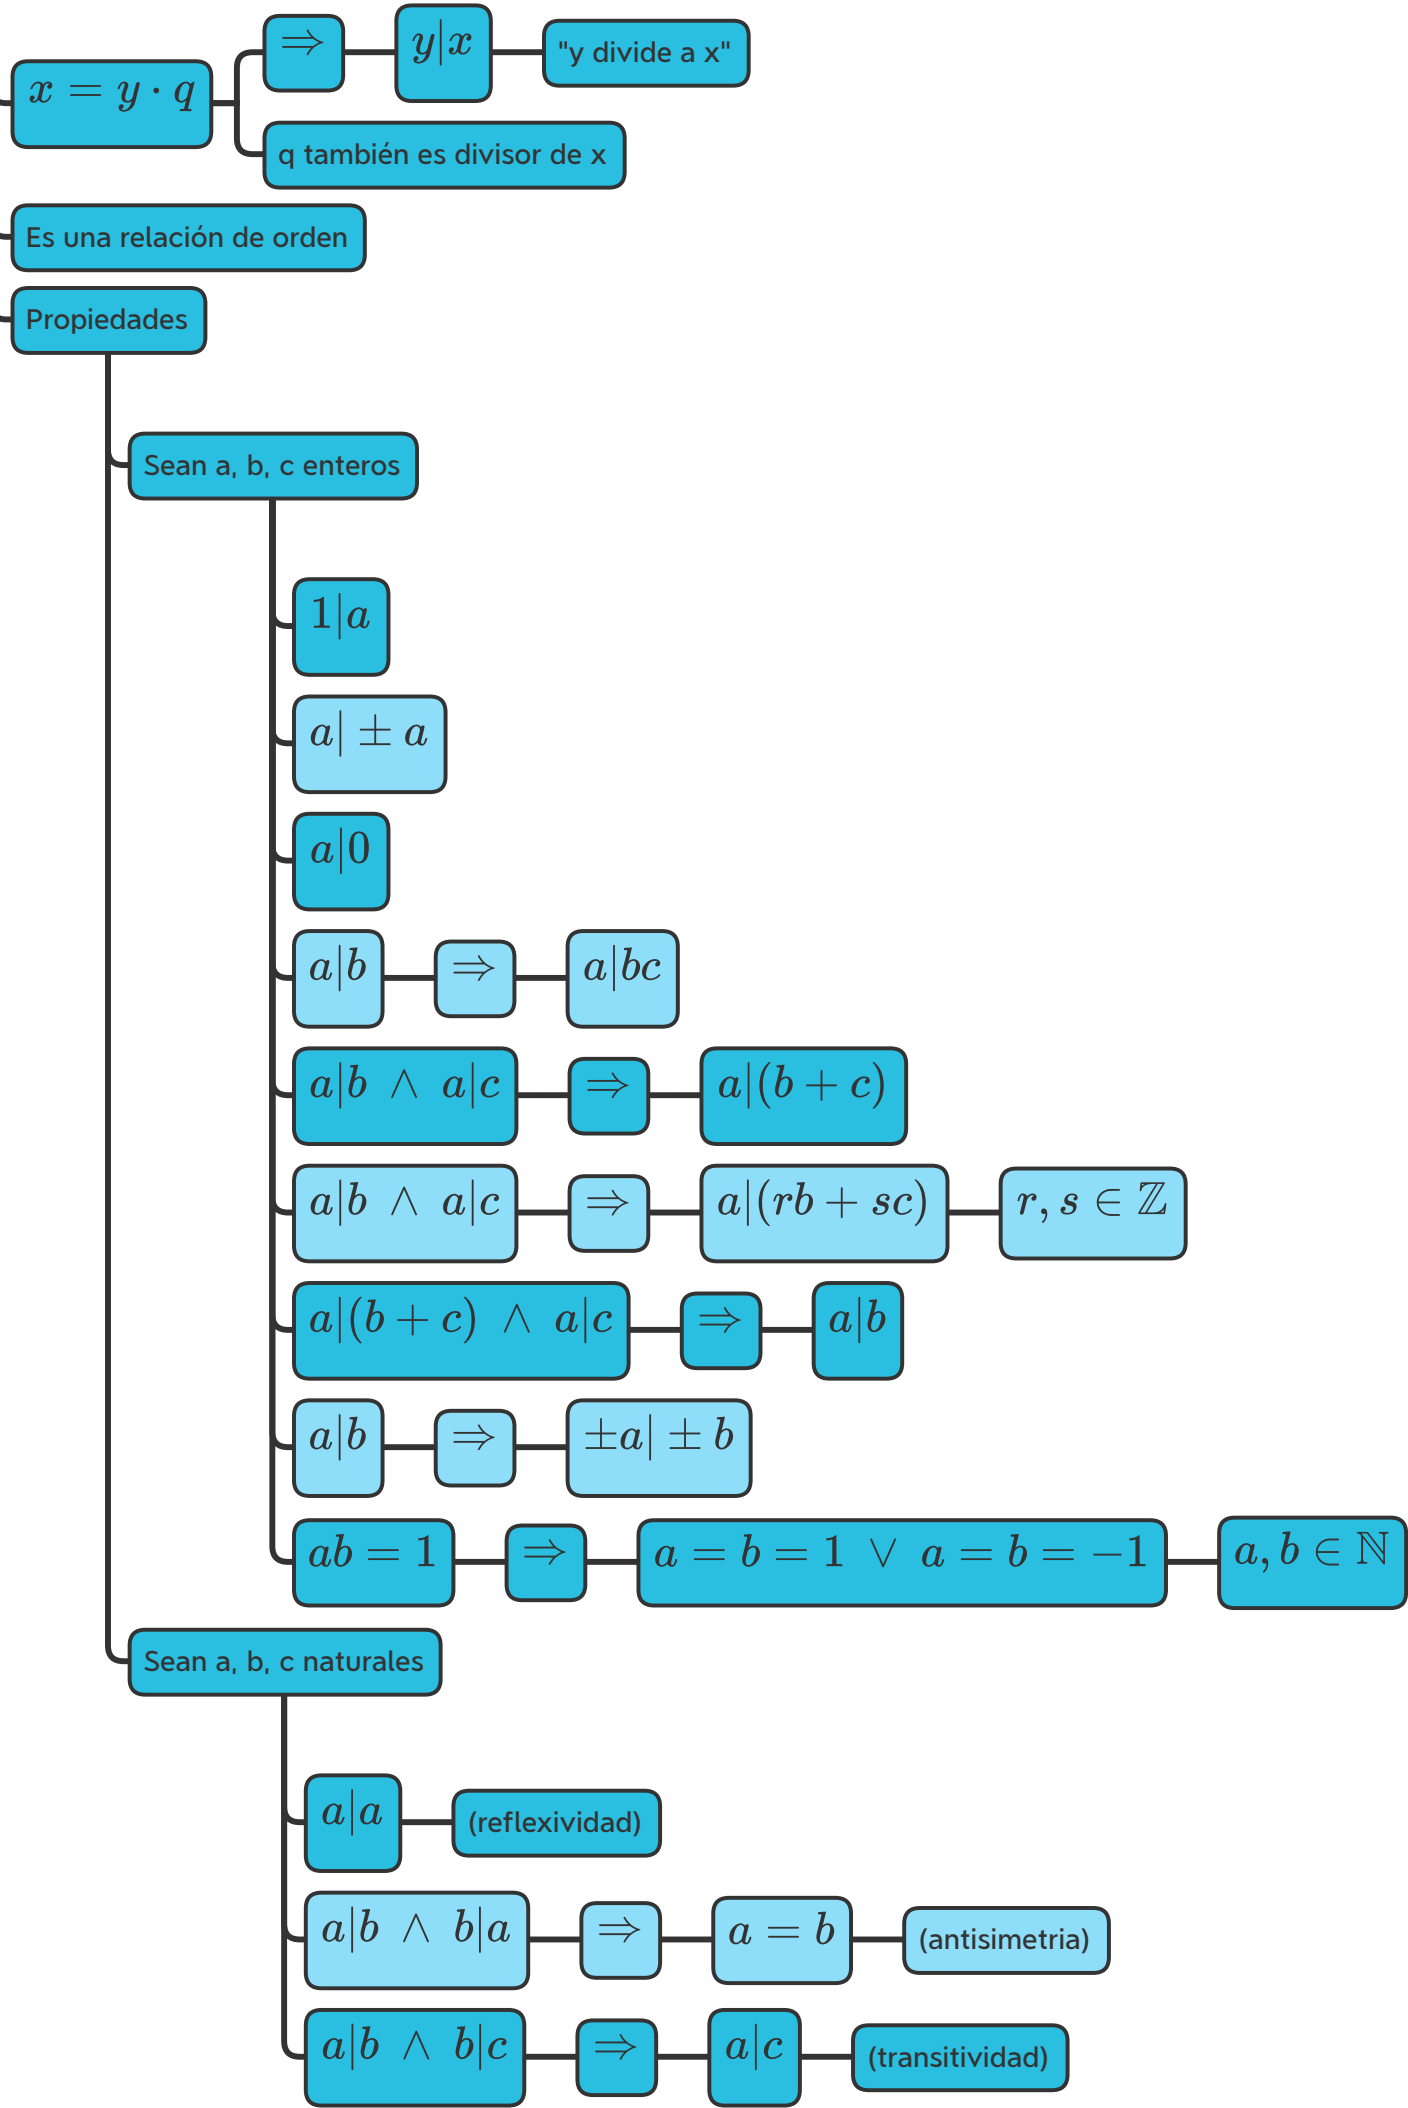 x = y · q
⇒ y|x "y divide a x"
q también es divisor de x
Es una relación de orden
Propiedades
Sean a, b, c enteros
1|a
a| ± a
a|0
a|b ⇒ a|bc
a|b ∧ a|c ⇒ a|(b + c)
a|b ∧ a|c ⇒ a|(rb + sc) r, s ∈ ℤ
a|(b + c) ∧ a|c ⇒ a|b
a|b ⇒ ±a| ± b
ab = 1 ⇒ a = b = 1 ∨ a = b = −1 a, b ∈ ℕ
Sean a, b, c naturales
a|a (reflexividad)
a|b ∧ b|a ⇒ a = b (antisimetria)
a|b ∧ b|c ⇒ a|c (transitividad)